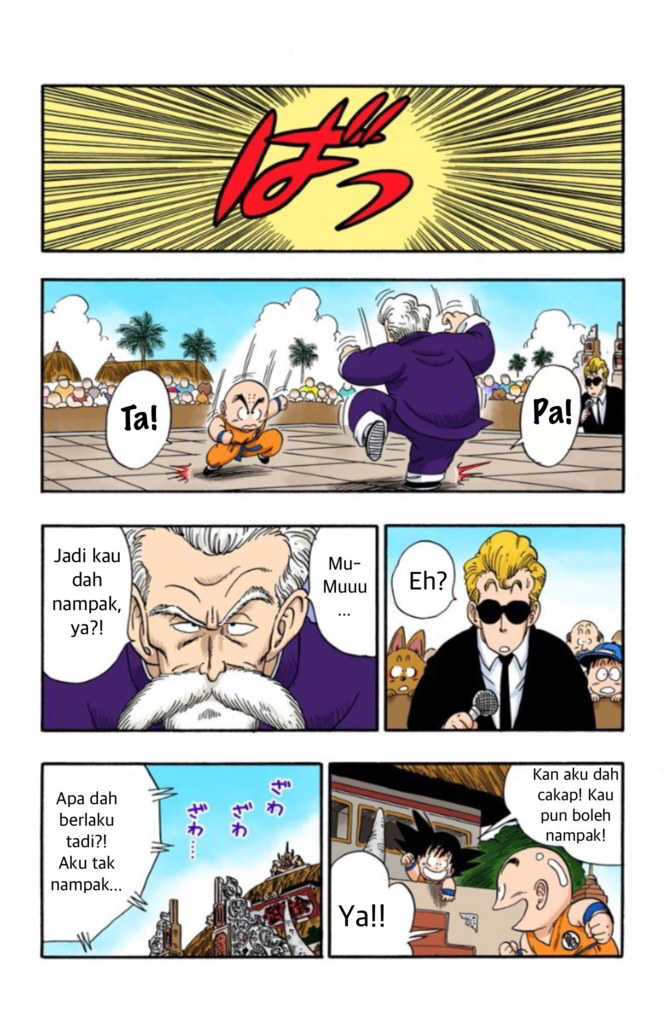 ばっ
Pa!
Ta!
Eh?
Mu-
Muuu
...
Jadi kau
dah
nampak,
ya?!
Kan aku dah
cakap! Kau
pun boleh
nampak!
Ya!!
ざわ
ざわ
ざわ....
Apa dah
berlaku
tadi?!
Aku tak
nampak...